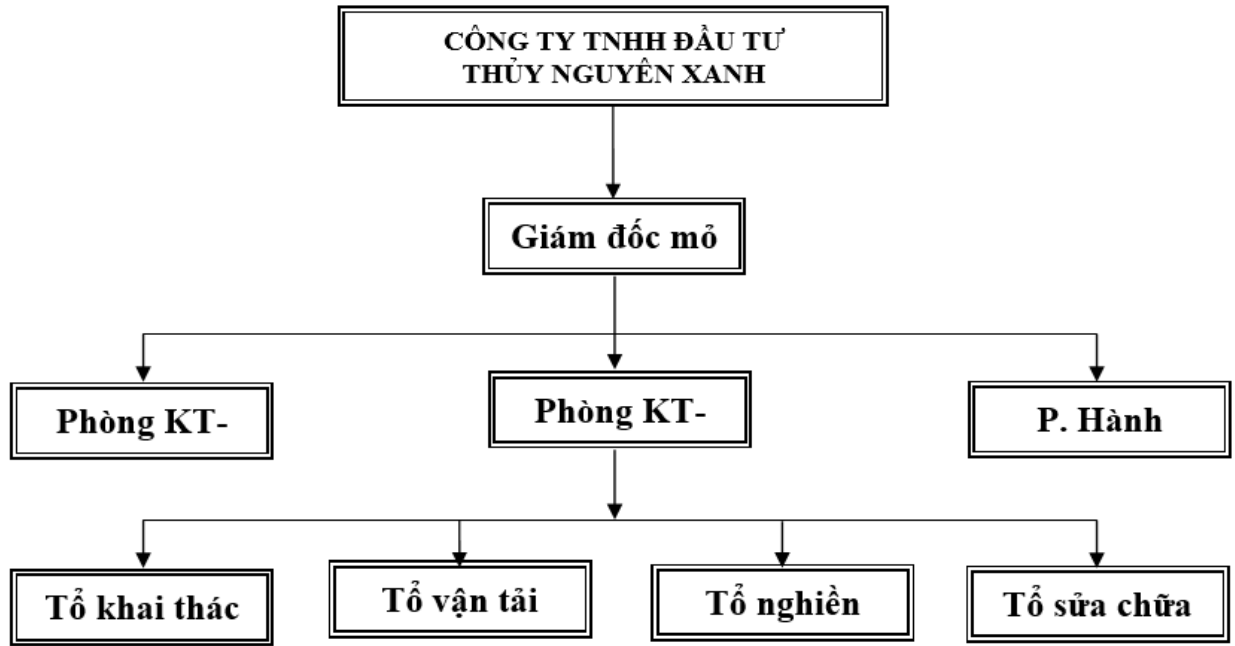 CÔNG TY TNHH ĐẦU TƯ
THỦY NGUYÊN XANH
Giám đốc mỏ
Phòng KT-
Phòng KT-
P. Hành
Tổ khai thác
Tổ vận tải
Tổ nghiền
Tổ sửa chữa